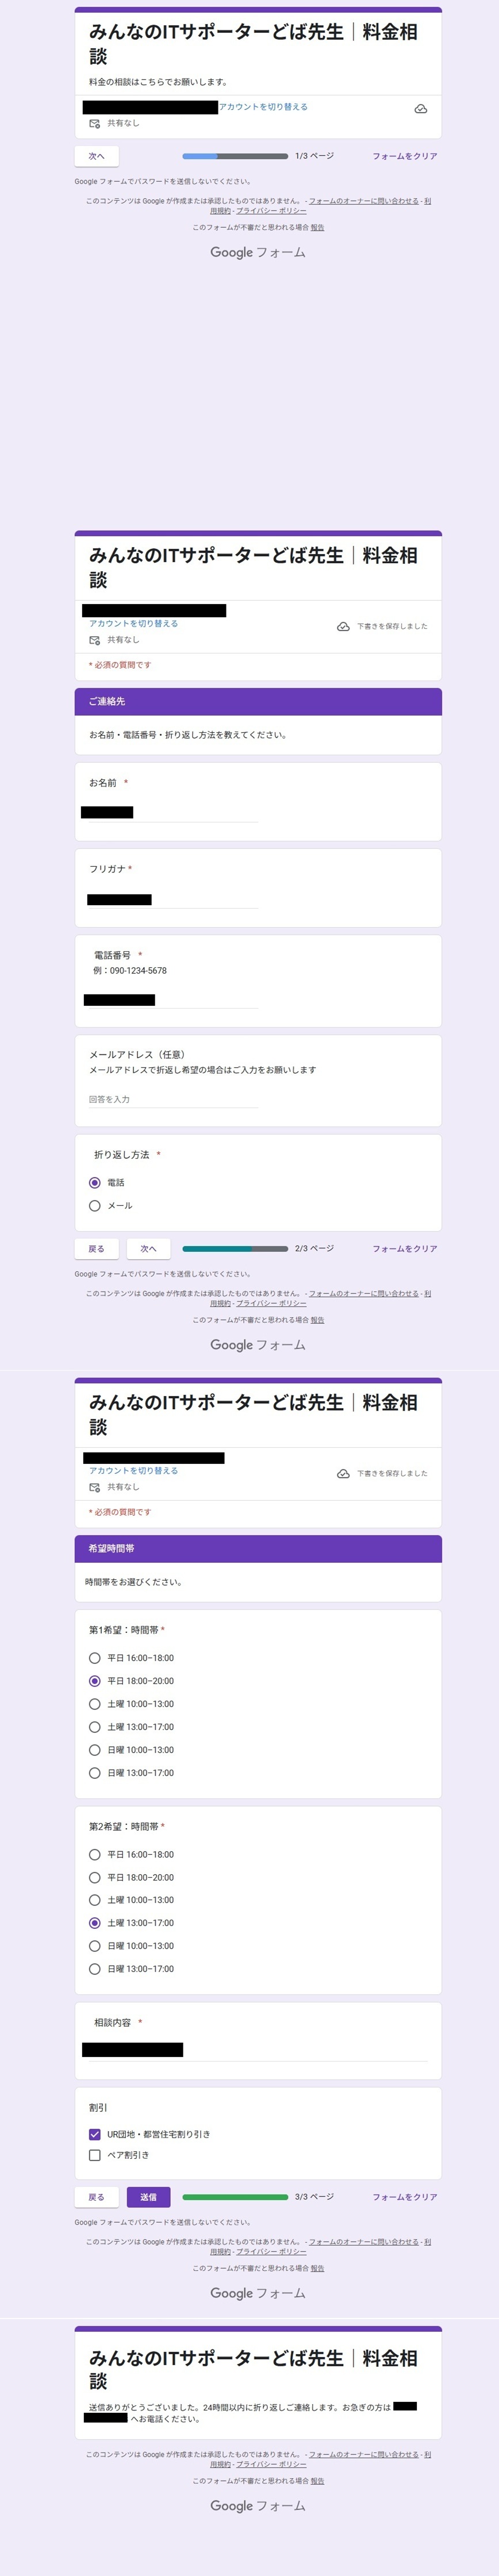 みんなのITサポーターどば先生｜料金相
談
料金の相談はこちらでお願いします。
アカウントを切り替える
共有なし
次へ
1/3 ページ
フォームをクリア
Google フォームでパスワードを送信しないでください。
このコンテンツは Google が作成または承認したものではありません。 - フォームのオーナーに問い合わせる - 利
用規約 - プライバシー ポリシー
このフォームが不審だと思われる場合 報告
Google フォーム
みんなのITサポーターどば先生｜料金相
談
アカウントを切り替える
下書きを保存しました
共有なし
* 必須の質問です
ご連絡先
お名前・電話番号・折り返し方法を教えてください。
お名前 *
フリガナ *
電話番号 *
例：090-1234-5678
メールアドレス（任意）
メールアドレスで折返し希望の場合はご入力をお願いします
回答を入力
折り返し方法 *
電話
メール
戻る
次へ
2/3 ページ
フォームをクリア
Google フォームでパスワードを送信しないでください。
このコンテンツは Google が作成または承認したものではありません。 - フォームのオーナーに問い合わせる - 利
用規約 - プライバシー ポリシー
このフォームが不審だと思われる場合 報告
Google フォーム
みんなのITサポーターどば先生｜料金相
談
アカウントを切り替える
下書きを保存しました
共有なし
* 必須の質問です
希望時間帯
時間帯をお選びください。
第1希望：時間帯 *
平日 16:00–18:00
平日 18:00–20:00
土曜 10:00–13:00
土曜 13:00–17:00
日曜 10:00–13:00
日曜 13:00–17:00
第2希望：時間帯 *
平日 16:00–18:00
平日 18:00–20:00
土曜 10:00–13:00
土曜 13:00–17:00
日曜 10:00–13:00
日曜 13:00–17:00
相談内容 *
割引
UR団地・都営住宅割り引き
ペア割引き
戻る
送信
3/3 ページ
フォームをクリア
Google フォームでパスワードを送信しないでください。
このコンテンツは Google が作成または承認したものではありません。 - フォームのオーナーに問い合わせる - 利
用規約 - プライバシー ポリシー
このフォームが不審だと思われる場合 報告
Google フォーム
みんなのITサポーターどば先生｜料金相
談
送信ありがとうございました。24時間以内に折り返しご連絡します。お急ぎの方は
へお電話ください。
このコンテンツは Google が作成または承認したものではありません。 - フォームのオーナーに問い合わせる - 利
用規約 - プライバシー ポリシー
このフォームが不審だと思われる場合 報告
Google フォーム